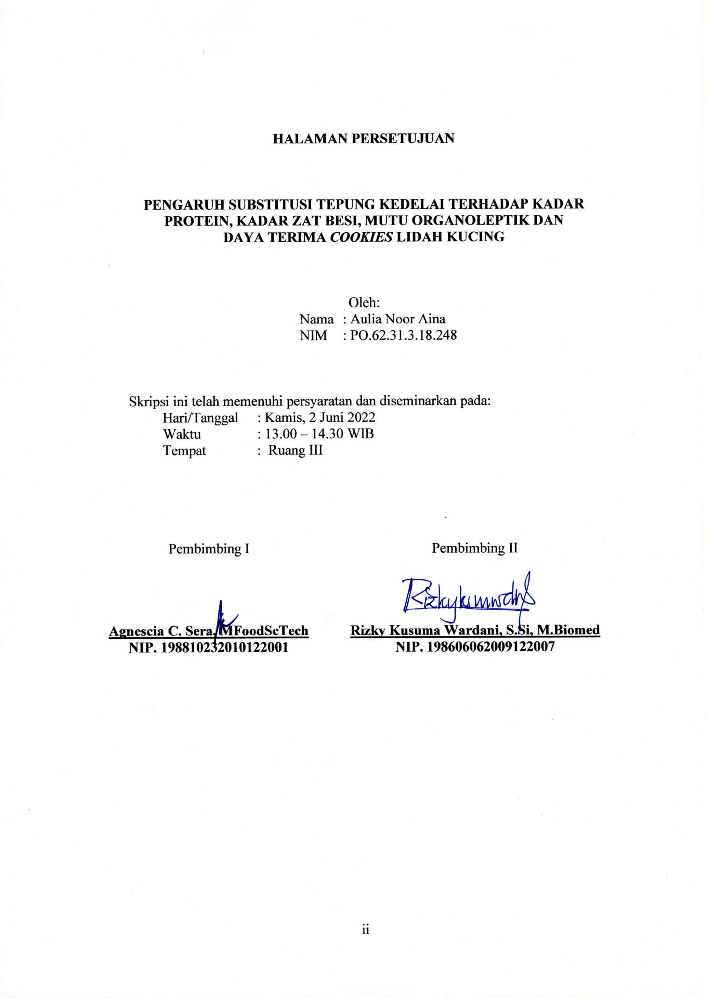 HALAMAN PERSETUJUAN
PENGARUH SUBSTITUSI TEPUNG KEDELAI TERHADAP KADAR
PROTEIN, KADAR ZAT BESI, MUTU ORGANOLEPTIK DAN
DAYA TERIMA COOKIES LIDAH KUCING
Oleh:
Nama : Aulia Noor Aina
NIM : PO.62.31.3.18.248
Skripsi ini telah memenuhi persyaratan dan diseminarkan pada:
Hari/Tanggal : Kamis, 2 Juni 2022
Waktu : 13.00 – 14.30 WIB
Tempat : Ruang III
Pembimbing I
Pembimbing II
Agnescia C. Sera, MFoodScTech
NIP. 198810232010122001
Rizky Kusuma Wardani, S.Si, M.Biomed
NIP. 198606062009122007
ii